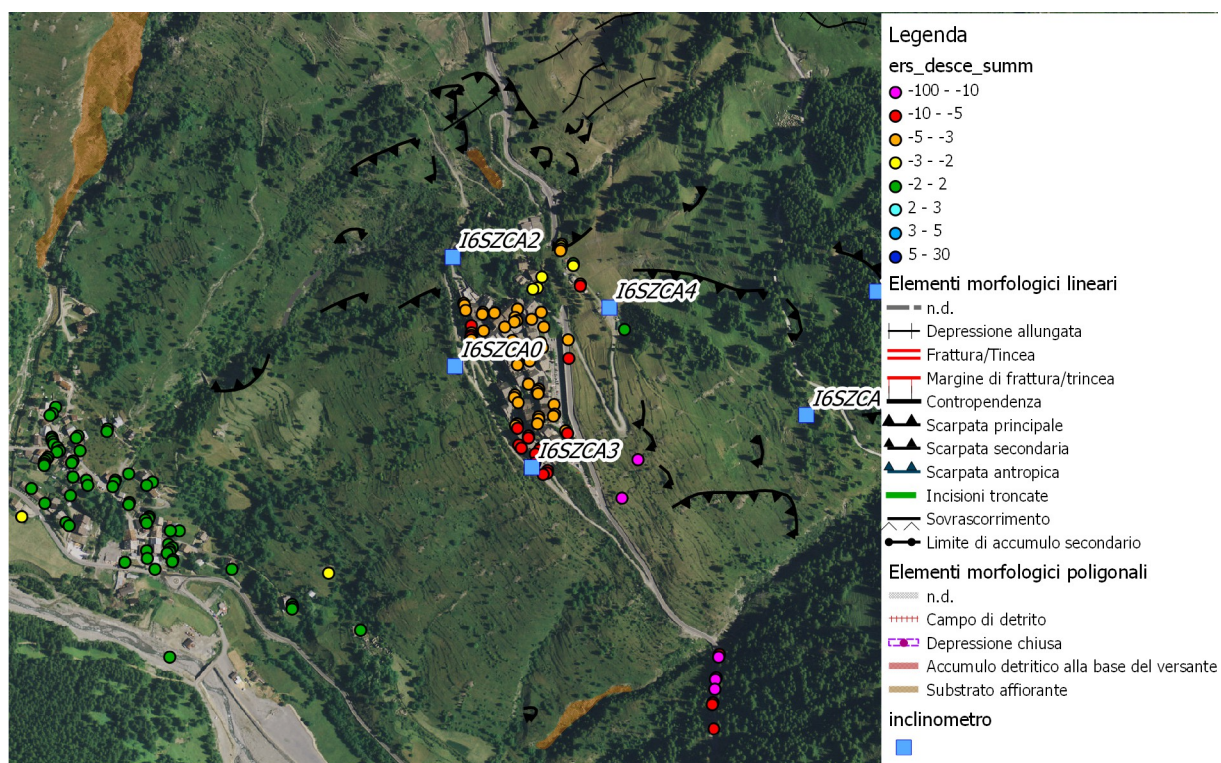 Legenda
ers_desce_summ
-100 - -10
-10 - -5
-5 - -3
-3 - -2
-2 - 2
2 - 3
3 - 5
5 - 30
Elementi morfologici lineari
n.d.
Depressione allungata
Frattura/Tincea
Margine di frattura/trincea
Contropendenza
Scarpata principale
Scarpata secondaria
Scarpata antropica
Incisioni troncate
Sovrascorrimento
Limite di accumulo secondario
Elementi morfologici poligonali
n.d.
Campo di detrito
Depressione chiusa
Accumulo detritico alla base del versante
Substrato affiorante
inclinometro
I6SZCA2
I6SZCA4
I6SZCA0
I6SZCA
I6SZCA3